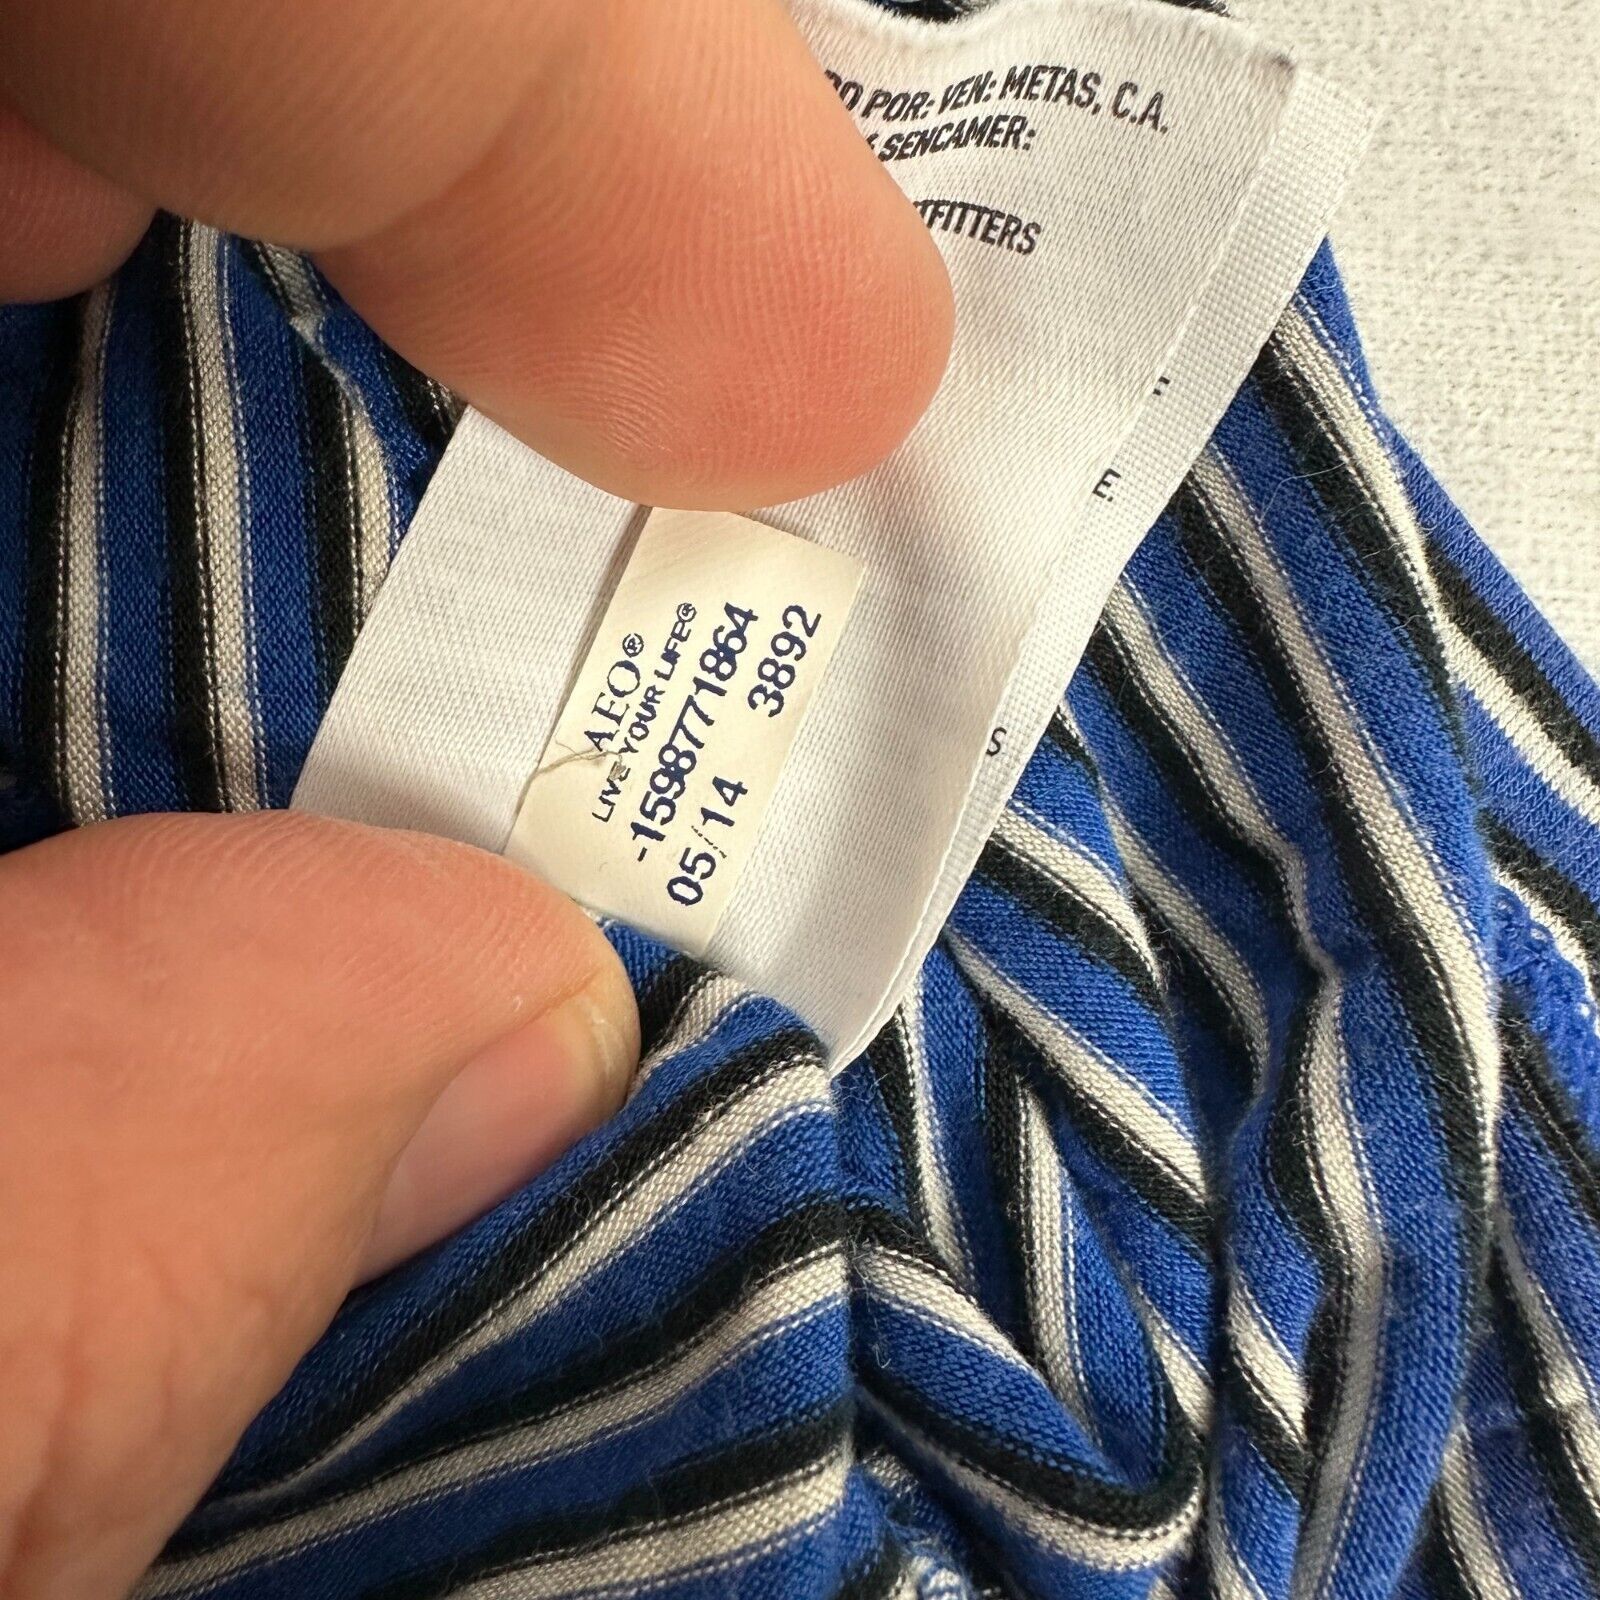 POR: VEN: METAS, C.A.
SENCAMER:
TFITTERS
E
S
AEO®
LIVE YOUR LIFE®
-1598771864
05/14 3892